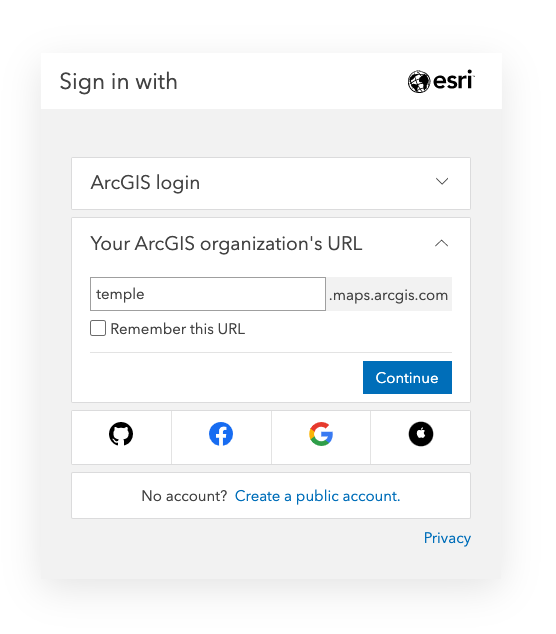 Sign in with
esri
ArcGIS login
Your ArcGIS organization's URL
temple .maps.arcgis.com
Remember this URL
Continue
No account? Create a public account.
Privacy